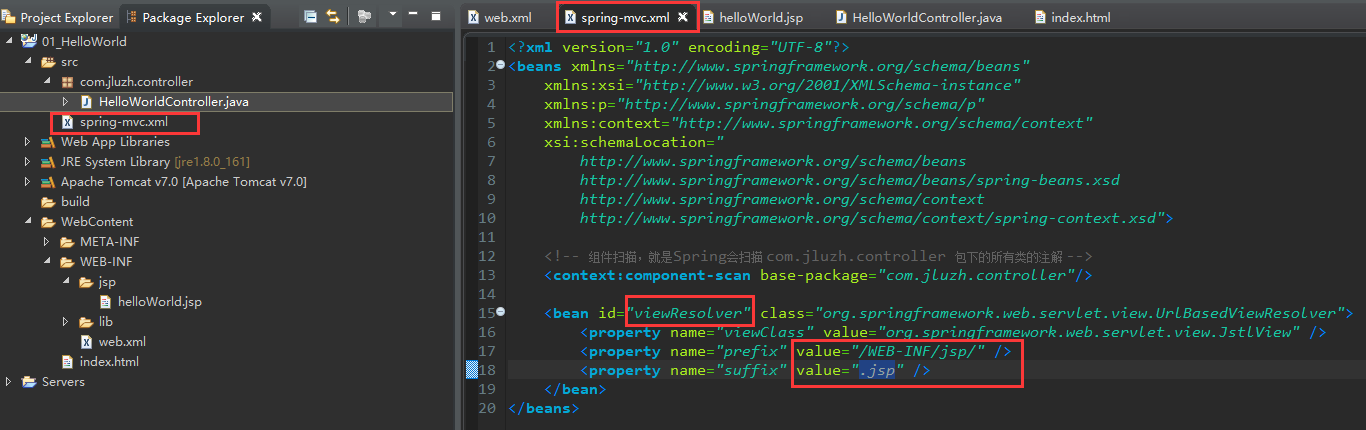 Project Explorer
Package Explorer
01_HelloWorld
src
com.jluzh.controller
HelloWorldController.java
spring-mvc.xml
Web App Libraries
JRE System Library [jre1.8.0_161]
Apache Tomcat v7.0 [Apache Tomcat v7.0]
build
WebContent
META-INF
WEB-INF
jsp
helloWorld.jsp
lib
web.xml
index.html
Servers
web.xml
spring-mvc.xml
helloWorld.jsp
HelloWorldController.java
index.html
1 <?xml version="1.0" encoding="UTF-8"?>
2 <beans xmlns="http://www.springframework.org/schema/beans"
3 xmlns:xsi="http://www.w3.org/2001/XMLSchema-instance"
4 xmlns:p="http://www.springframework.org/schema/p"
5 xmlns:context="http://www.springframework.org/schema/context"
6 xsi:schemaLocation="
7 http://www.springframework.org/schema/beans
8 http://www.springframework.org/schema/beans/spring-beans.xsd
9 http://www.springframework.org/schema/context
10 http://www.springframework.org/schema/context/spring-context.xsd">
11
12 <!-- 组件扫描，就是Spring会扫描 com.jluzh.controller 包下的所有类的注解 -->
13 <context:component-scan base-package="com.jluzh.controller"/>
14
15 <bean id="viewResolver" class="org.springframework.web.servlet.view.UrlBasedViewResolver">
16 <property name="viewClass" value="org.springframework.web.servlet.view.JstlView" />
17 <property name="prefix" value="/WEB-INF/jsp/" />
18 <property name="suffix" value=".jsp" />
19 </bean>
20 </beans>